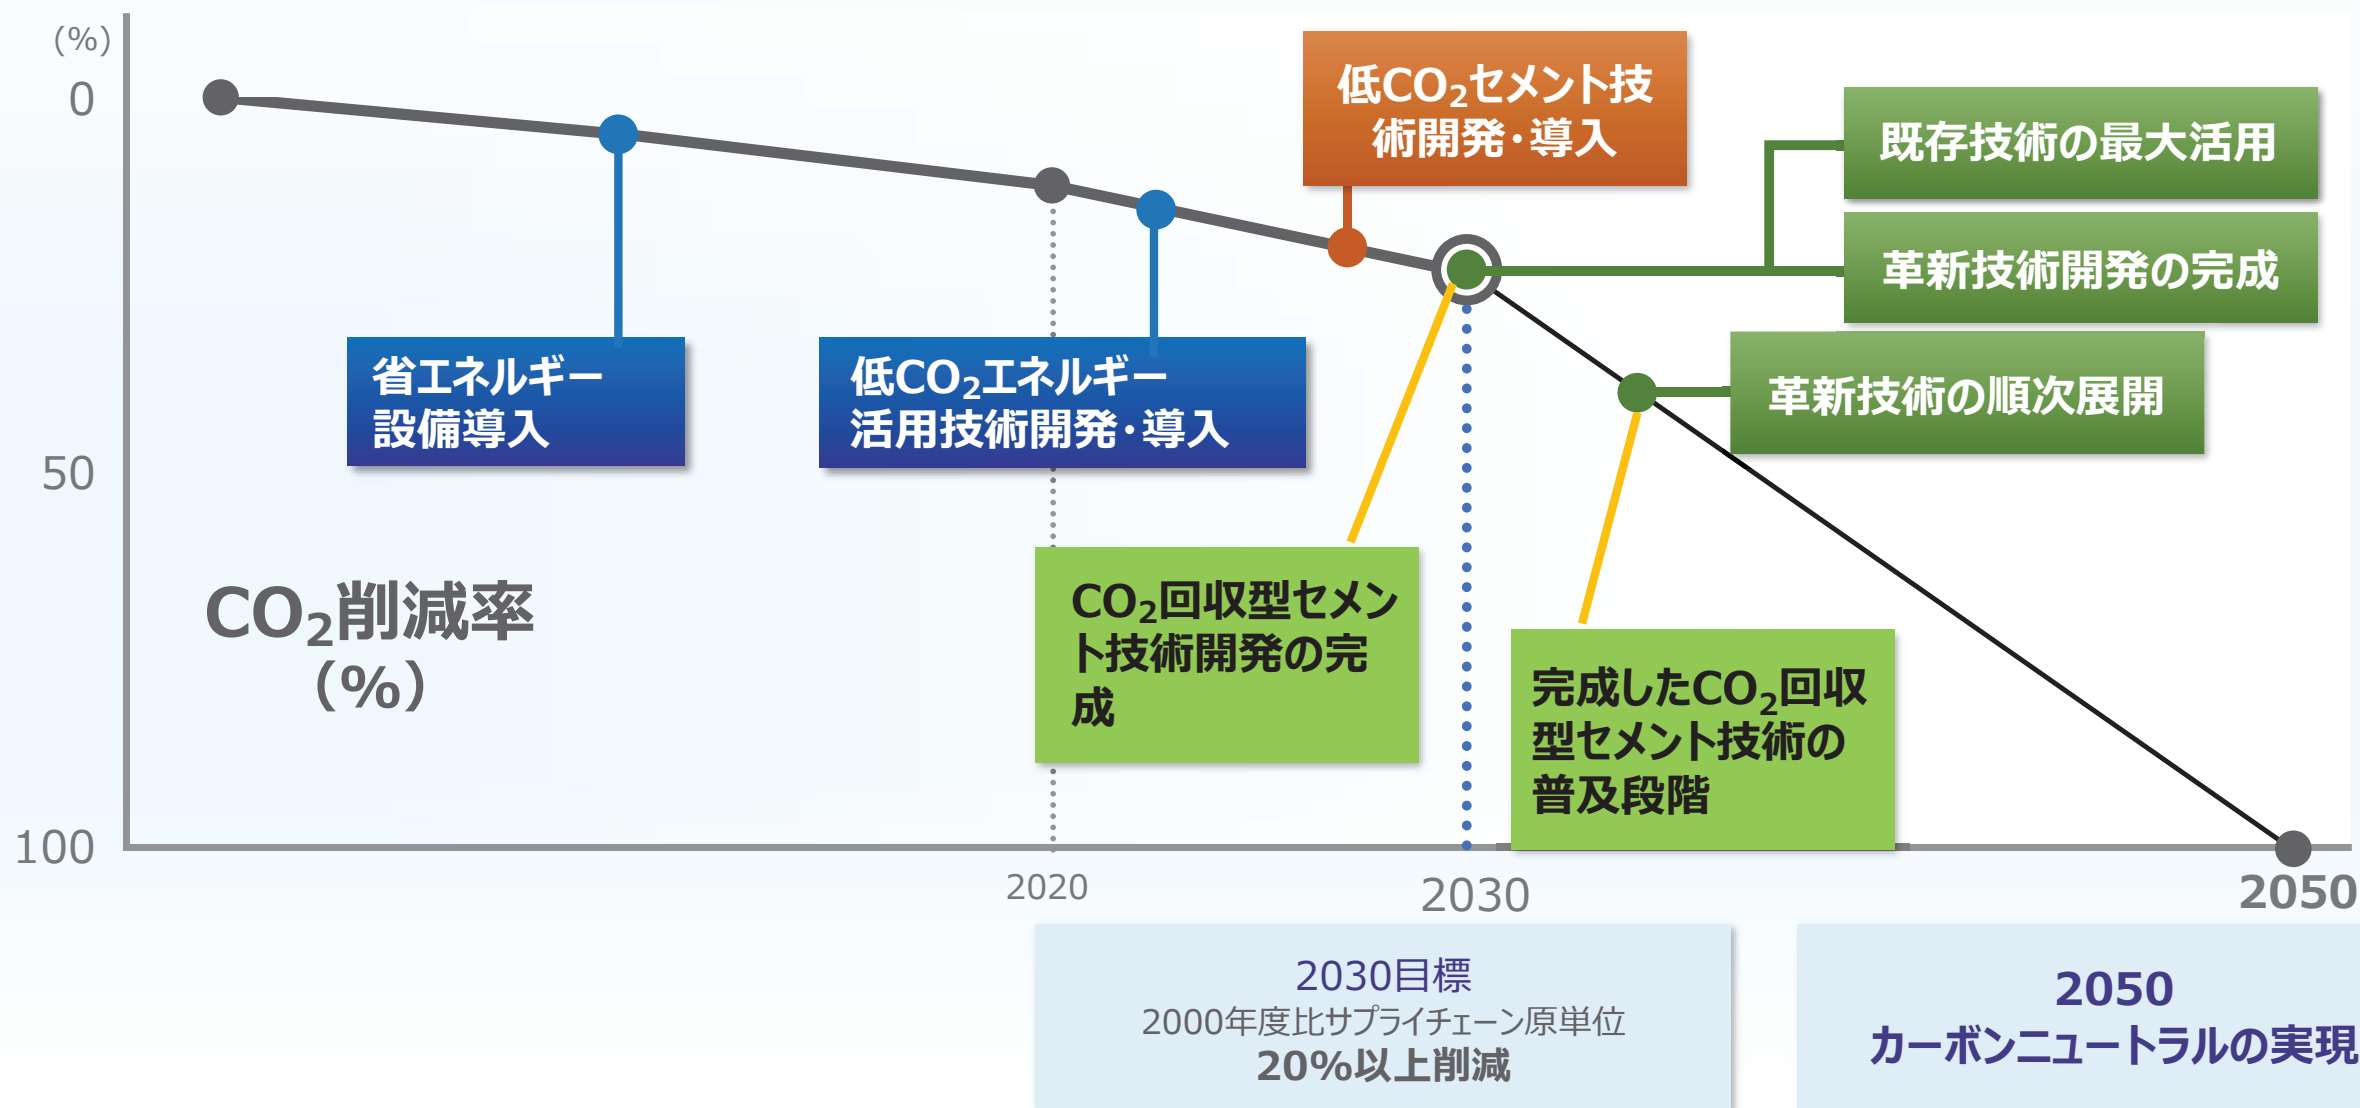 (%)
0
50
100
CO₂削減率
(%)
省エネルギー
設備導入
低CO₂エネルギー
活用技術開発・導入
低CO₂セメント技
術開発・導入
既存技術の最大活用
革新技術開発の完成
革新技術の順次展開
CO₂回収型セメン
ト技術開発の完
成
完成したCO₂回収
型セメント技術の
普及段階
2020
2030
2050
2030目標
2000年度比サプライチェーン原単位
20%以上削減
2050
カーボンニュートラルの実現